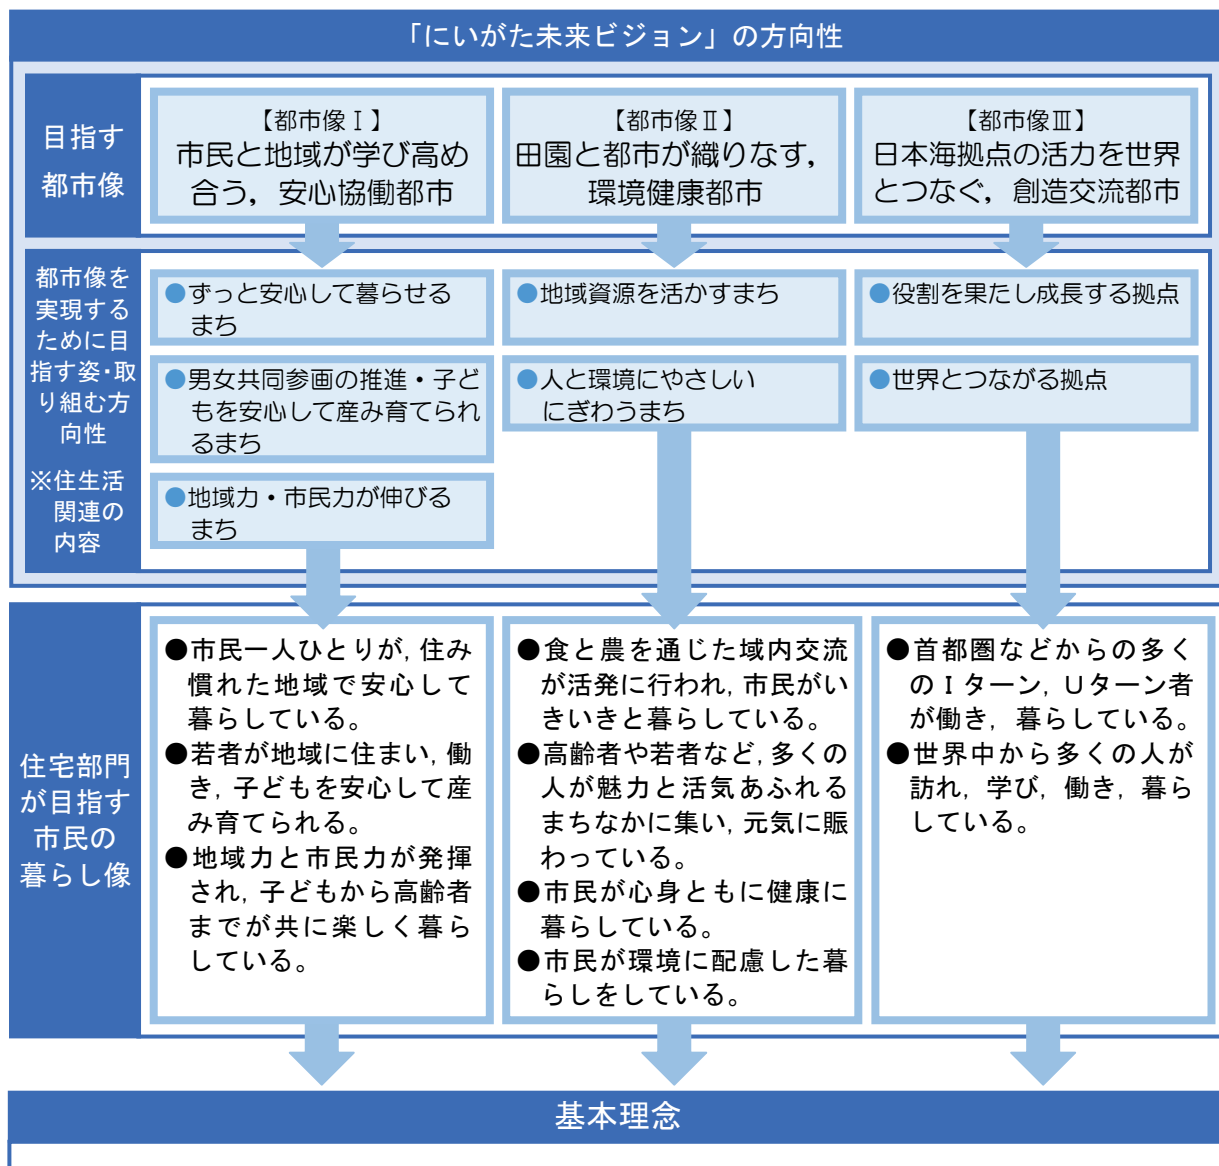 「にいがた未来ビジョン」の方向性
目指す
都市像
【都市像Ⅰ】
市民と地域が学び高め
合う，安心協働都市
【都市像Ⅱ】
田園と都市が織りなす，
環境健康都市
【都市像Ⅲ】
日本海拠点の活力を世界
とつなぐ，創造交流都市
都市像を
実現する
ために目
指す姿・取
り組む方
向性
※住生活
関連の
内容
●ずっと安心して暮らせる
まち
●男女共同参画の推進・子ど
もを安心して産み育てられ
るまち
●地域力・市民力が伸びる
まち
●地域資源を活かすまち
●人と環境にやさしい
にぎわうまち
●役割を果たし成長する拠点
●世界とつながる拠点
住宅部門
が目指す
市民の
暮らし像
●市民一人ひとりが，住み
慣れた地域で安心して
暮らしている。
●若者が地域に住まい，働
き，子どもを安心して産
み育てられる。
●地域力と市民力が発揮
され，子どもから高齢者
までが共に楽しく暮ら
している。
●食と農を通じた域内交流
が活発に行われ，市民がい
きいきと暮らしている。
●高齢者や若者など，多くの
人が魅力と活気あふれる
まちなかに集い，元気に賑
わっている。
●市民が心身ともに健康に
暮らしている。
●市民が環境に配慮した暮
らしをしている。
●首都圏などからの多く
のＩターン，Ｕターン者
が働き，暮らしている。
●世界中から多くの人が
訪れ，学び，働き，暮ら
している。
基本理念